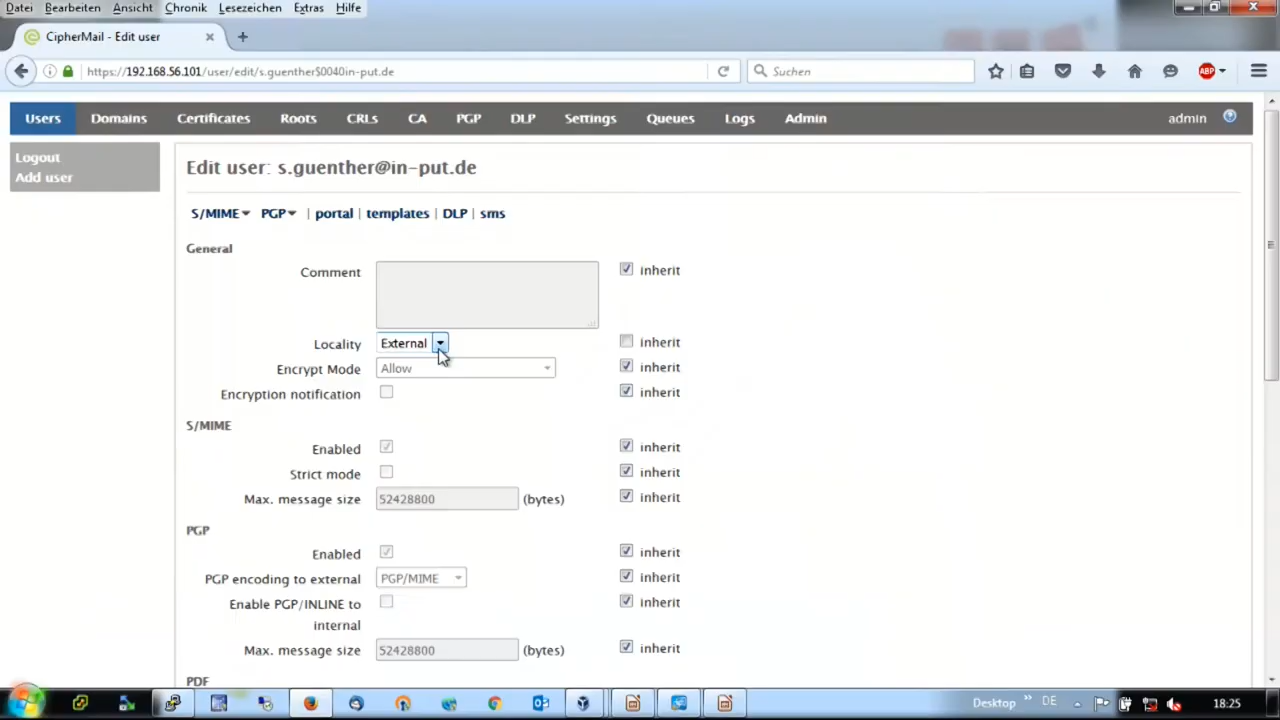 Datei Bearbeiten Ansicht Chronik Lesezeichen Extras Hilfe
CipherMail - Edit user
https://192.168.56.101/user/edit/s.guenther$0040in-put.de
Suchen
ABP
Users Domains Certificates Roots CRLs CA PGP DLP Settings Queues Logs Admin admin
Logout
Add user
Edit user: s.guenther@in-put.de
S/MIME PGP | portal | templates | DLP | sms
General
Comment inherit
Locality External inherit
Encrypt Mode Allow inherit
Encryption notification inherit
S/MIME
Enabled inherit
Strict mode inherit
Max. message size 52428800 (bytes) inherit
PGP
Enabled inherit
PGP encoding to external PGP/MIME inherit
Enable PGP/INLINE to inherit
internal
Max. message size 52428800 (bytes) inherit
PDF
Desktop » DE 18:25